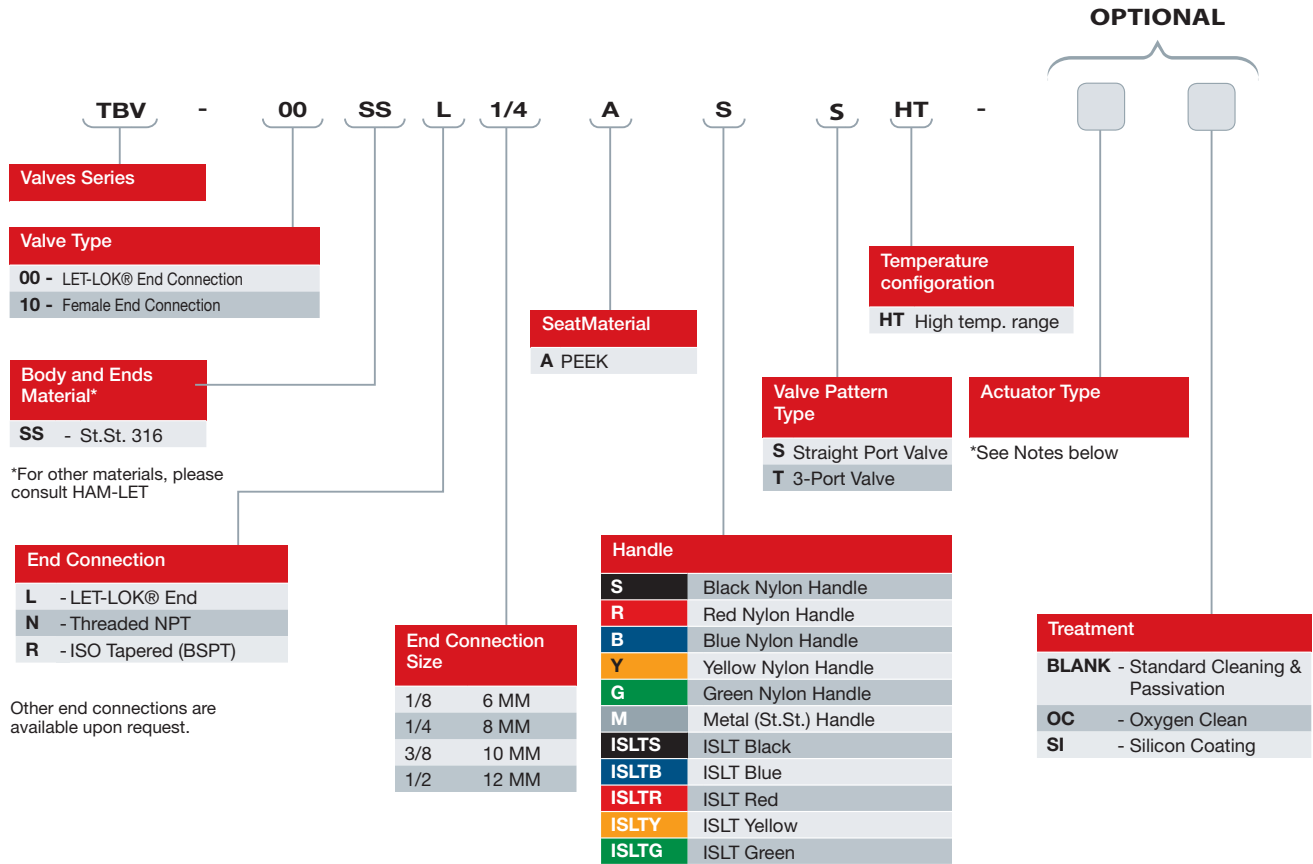 OPTIONAL
TBV - 00 SS L 1/4 A S S HT -
Valves Series
Valve Type
00 - LET-LOK® End Connection
10 - Female End Connection
Body and Ends
Material*
SS - St.St. 316
*For other materials, please
consult HAM-LET
End Connection
L - LET-LOK® End
N - Threaded NPT
R - ISO Tapered (BSPT)
Other end connections are
available upon request.
End Connection
Size
1/8 6 MM
1/4 8 MM
3/8 10 MM
1/2 12 MM
SeatMaterial
A PEEK
Handle
S Black Nylon Handle
R Red Nylon Handle
B Blue Nylon Handle
Y Yellow Nylon Handle
G Green Nylon Handle
M Metal (St.St.) Handle
ISLTS ISLT Black
ISLTB ISLT Blue
ISLTR ISLT Red
ISLTY ISLT Yellow
ISLTG ISLT Green
Valve Pattern
Type
S Straight Port Valve
T 3-Port Valve
Temperature
configoration
HT High temp. range
Actuator Type
*See Notes below
Treatment
BLANK - Standard Cleaning &
Passivation
OC - Oxygen Clean
SI - Silicon Coating